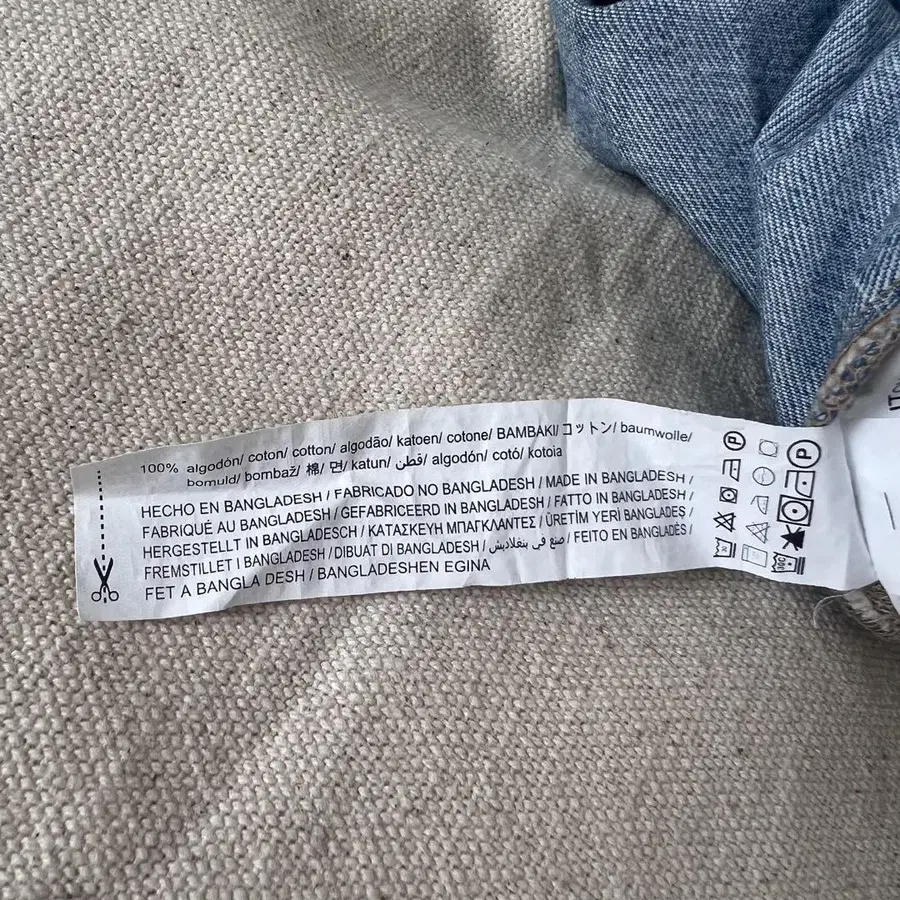 100% algodón/ coton/ cotton/ algodão/ katoen/ cotone/ BAMBAKI/ コットン/ baumwolle/
bomuld/ bombaž/ 棉/ 면/ katun/ قطن/ algodón/ cotó/ kotoia
HECHO EN BANGLADESH / FABRICADO NO BANGLADESH / MADE IN BANGLADESH /
FABRIQUÉ AU BANGLADESH / GEFABRICEERD IN BANGLADESH / FATTO IN BANGLADESH /
HERGESTELLT IN BANGLADESCH / ΚΑΤΑΣΚΕΥΗ ΜΠΑΓΚΛΑΝΤΕΣ / ÜRETİM YERİ BANGLADEŞ /
FREMSTILLET I BANGLADESH / DIBUAT DI BANGLADESH / صنع في بنغلاديش / FEITO EN BANGLADÉS /
FET A BANGLA DESH / BANGLADESHEN EGINA
P
P